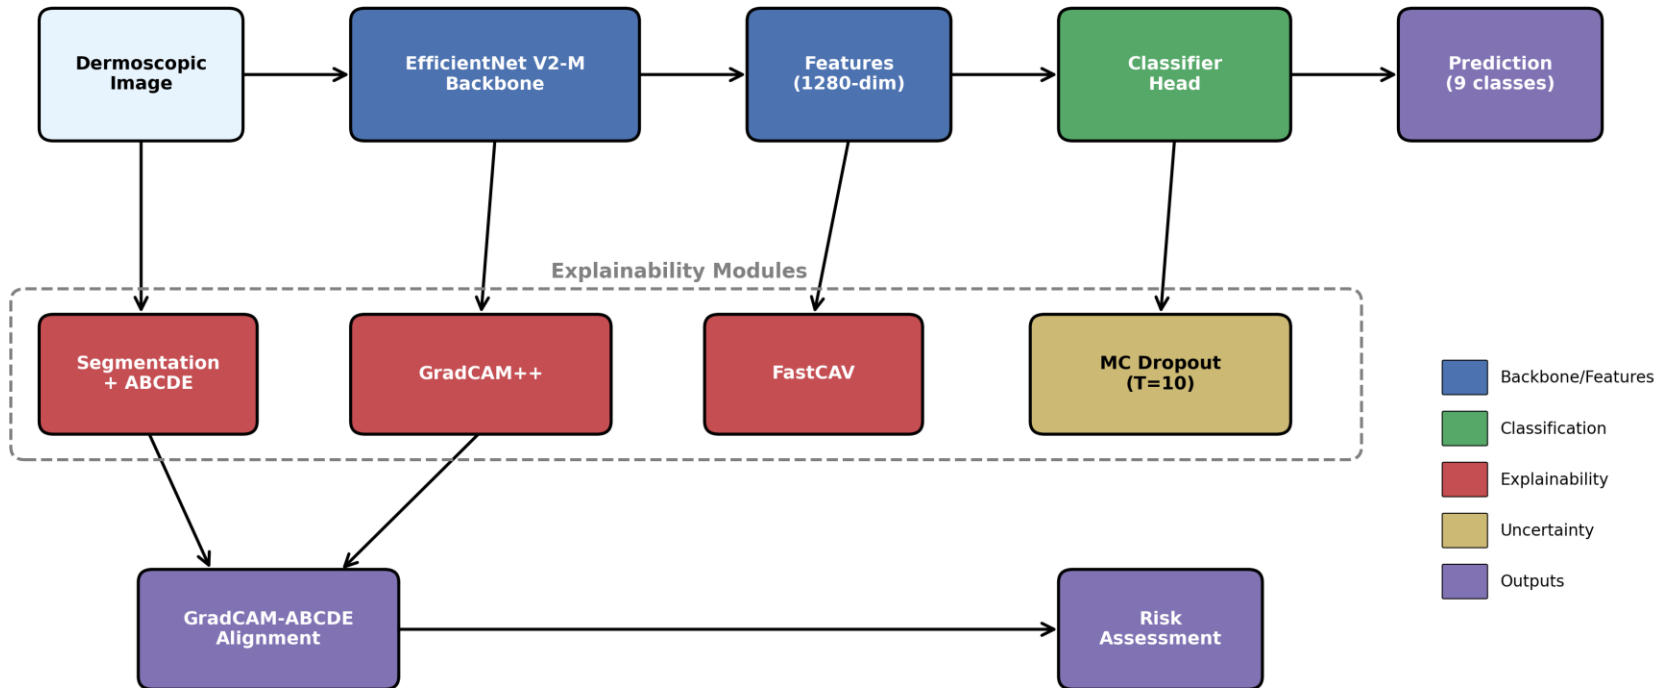 Dermoscopic
Image
EfficientNet V2-M
Backbone
Features
(1280-dim)
Classifier
Head
Prediction
(9 classes)
Explainability Modules
Segmentation
+ ABCDE
GradCAM++
FastCAV
MC Dropout
(T=10)
Backbone/Features
Classification
Explainability
Uncertainty
Outputs
GradCAM-ABCDE
Alignment
Risk
Assessment